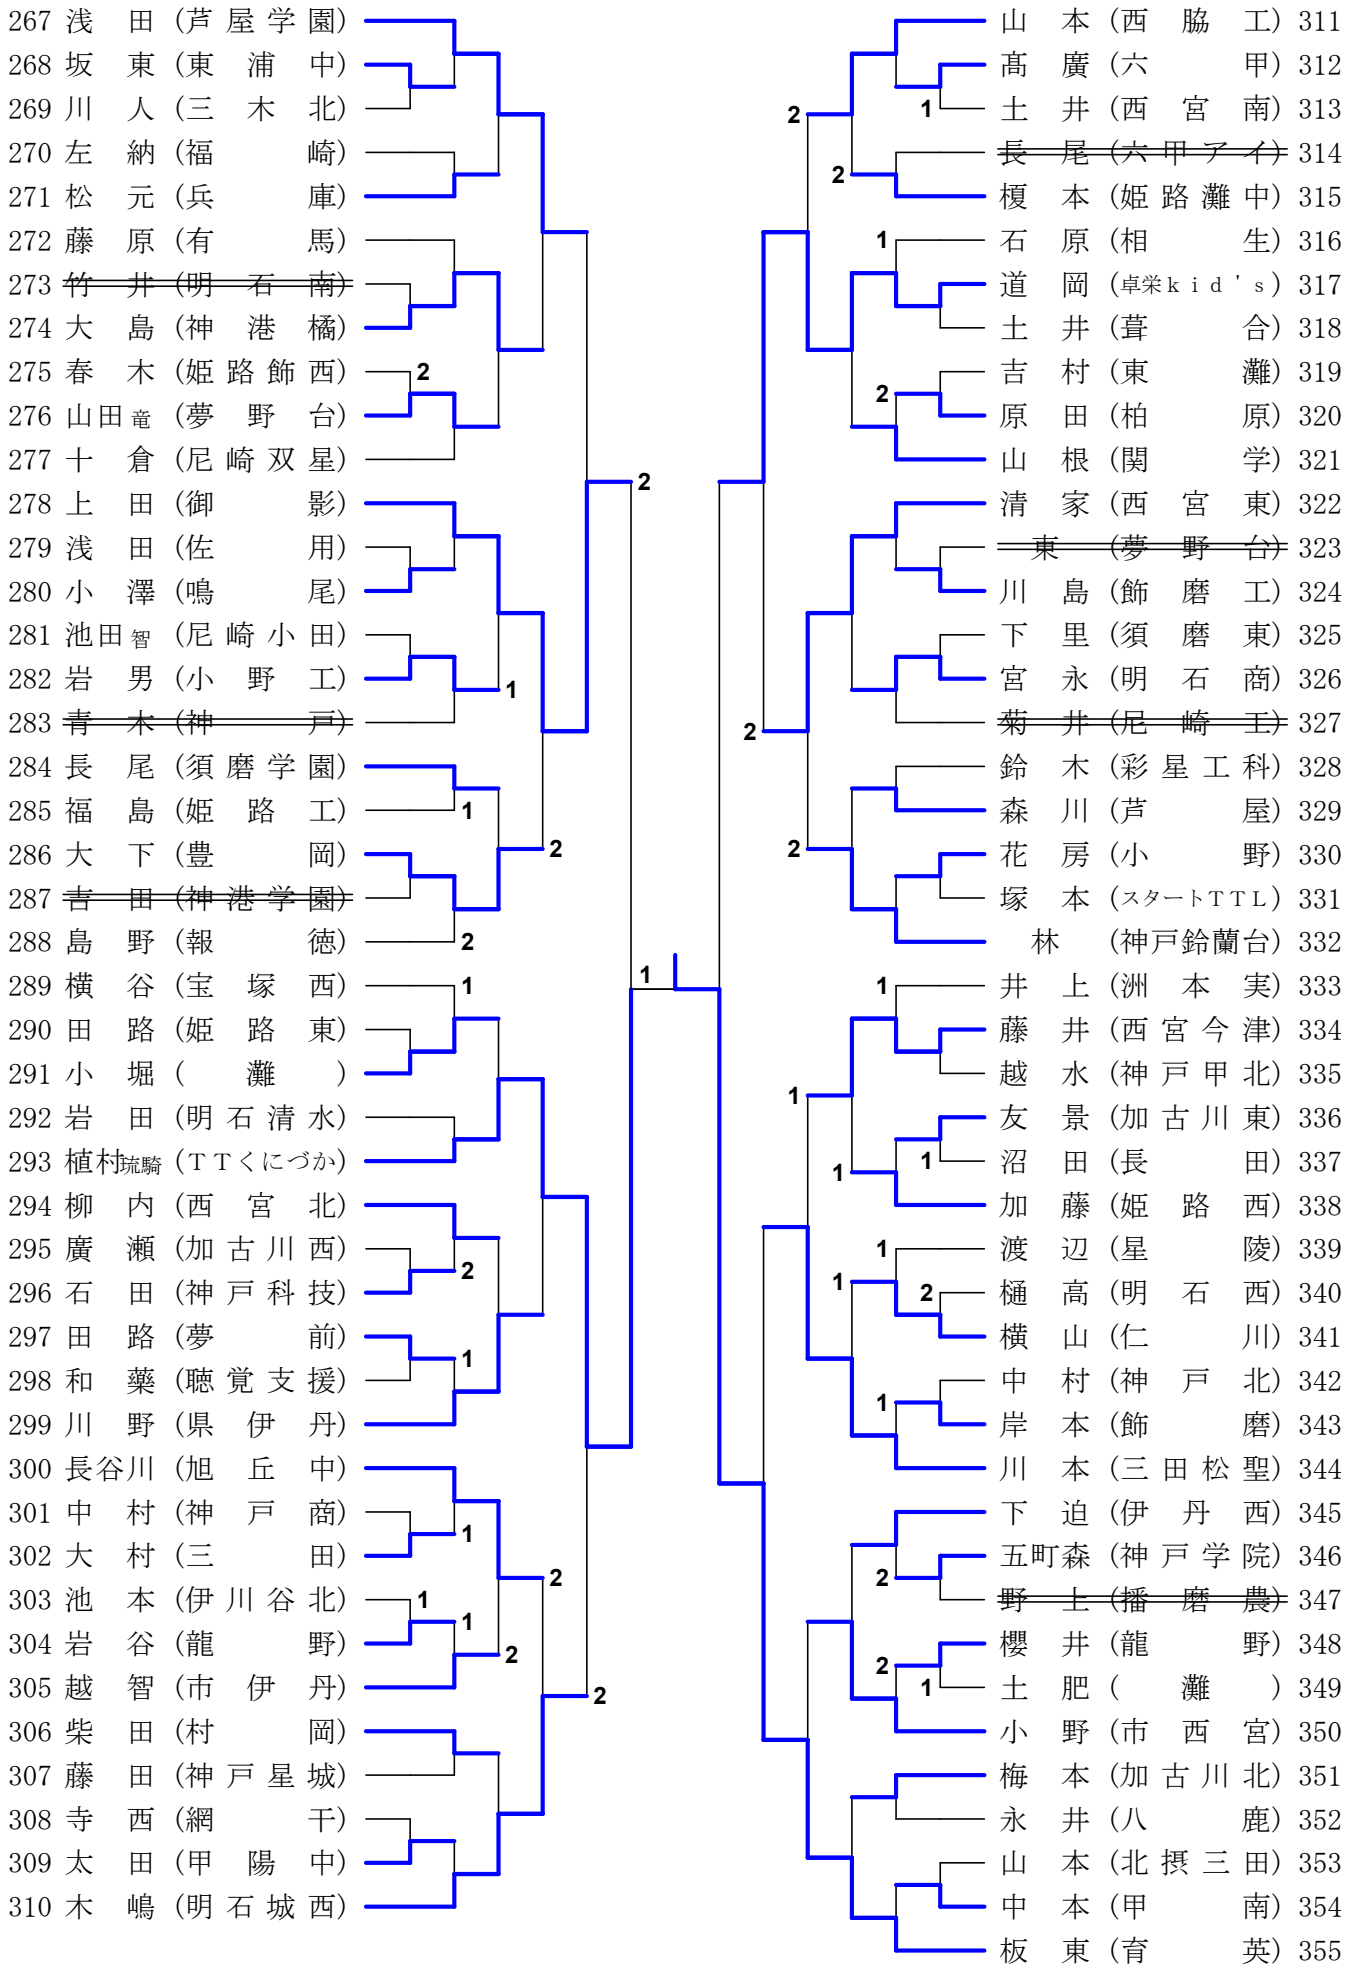 267 浅田 (芦屋学園)
268 坂東 (東浦中)
269 川人 (三木北)
270 左納 (福崎)
271 松元 (兵庫)
272 藤原 (有馬)
273 竹井 (明石南)
274 大島 (神港橘)
275 春木 (姫路飾西) 2
276 山田竜 (夢野台)
277 十倉 (尼崎双星)
278 上田 (御影) 2
279 浅田 (佐用)
280 小澤 (鳴尾)
281 池田智 (尼崎小田)
282 岩男 (小野工) 1
283 青木 (神戸)
284 長尾 (須磨学園)
285 福島 (姫路工) 1
286 大下 (豊岡) 2
287 吉田 (神港学園)
288 島野 (報徳) 2
289 横谷 (宝塚西) 1 1
290 田路 (姫路東)
291 小堀 (灘)
292 岩田 (明石清水)
293 植村琉騎 (TTくにづか)
294 柳内 (西宮北)
295 廣瀬 (加古川西) 2
296 石田 (神戸科技)
297 田路 (夢前) 1
298 和藥 (聴覚支援)
299 川野 (県伊丹)
300 長谷川 (旭丘中)
301 中村 (神戸商) 1
302 大村 (三田) 2
303 池本 (伊川谷北) 1
304 岩谷 (龍野) 1 2
305 越智 (市伊丹) 2
306 柴田 (村岡)
307 藤田 (神戸星城)
308 寺西 (網干)
309 太田 (甲陽中)
310 木嶋 (明石城西)
山本 (西脇工) 311
髙廣 (六甲) 312
2 1 土井 (西宮南) 313
長尾 (六甲アイ) 314
2 榎本 (姫路灘中) 315
1 石原 (相生) 316
道岡 (卓栄kid's) 317
土井 (葺合) 318
吉村 (東灘) 319
2 原田 (柏原) 320
山根 (関学) 321
清家 (西宮東) 322
東 (夢野台) 323
川島 (飾磨工) 324
下里 (須磨東) 325
宮永 (明石商) 326
2 菊井 (尼崎工) 327
鈴木 (彩星工科) 328
森川 (芦屋) 329
2 花房 (小野) 330
塚本 (スタートTTL) 331
林 (神戸鈴蘭台) 332
1 井上 (洲本実) 333
藤井 (西宮今津) 334
越水 (神戸甲北) 335
1 友景 (加古川東) 336
1 1 沼田 (長田) 337
加藤 (姫路西) 338
1 渡辺 (星陵) 339
1 2 樋高 (明石西) 340
横山 (仁川) 341
中村 (神戸北) 342
1 岸本 (飾磨) 343
川本 (三田松聖) 344
下迫 (伊丹西) 345
2 五町森 (神戸学院) 346
野上 (播磨農) 347
櫻井 (龍野) 348
2 1 土肥 (灘) 349
小野 (市西宮) 350
梅本 (加古川北) 351
永井 (八鹿) 352
山本 (北摂三田) 353
中本 (甲南) 354
板東 (育英) 355